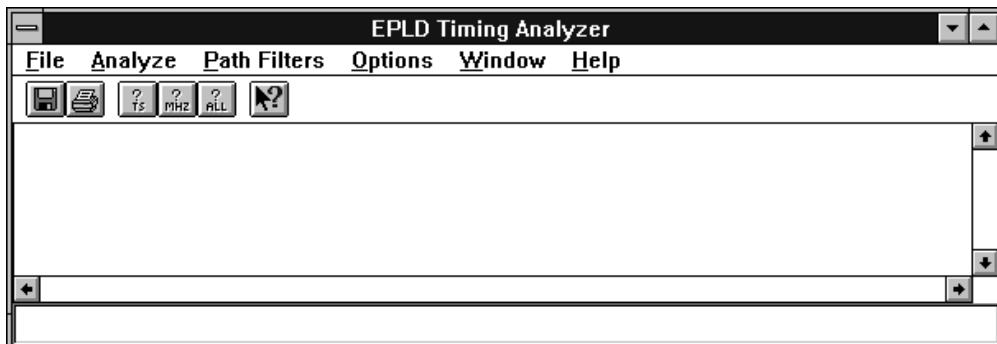 EPLD Timing Analyzer
File Analyze Path Filters Options Window Help
? TS ? MHZ ? ALL ?